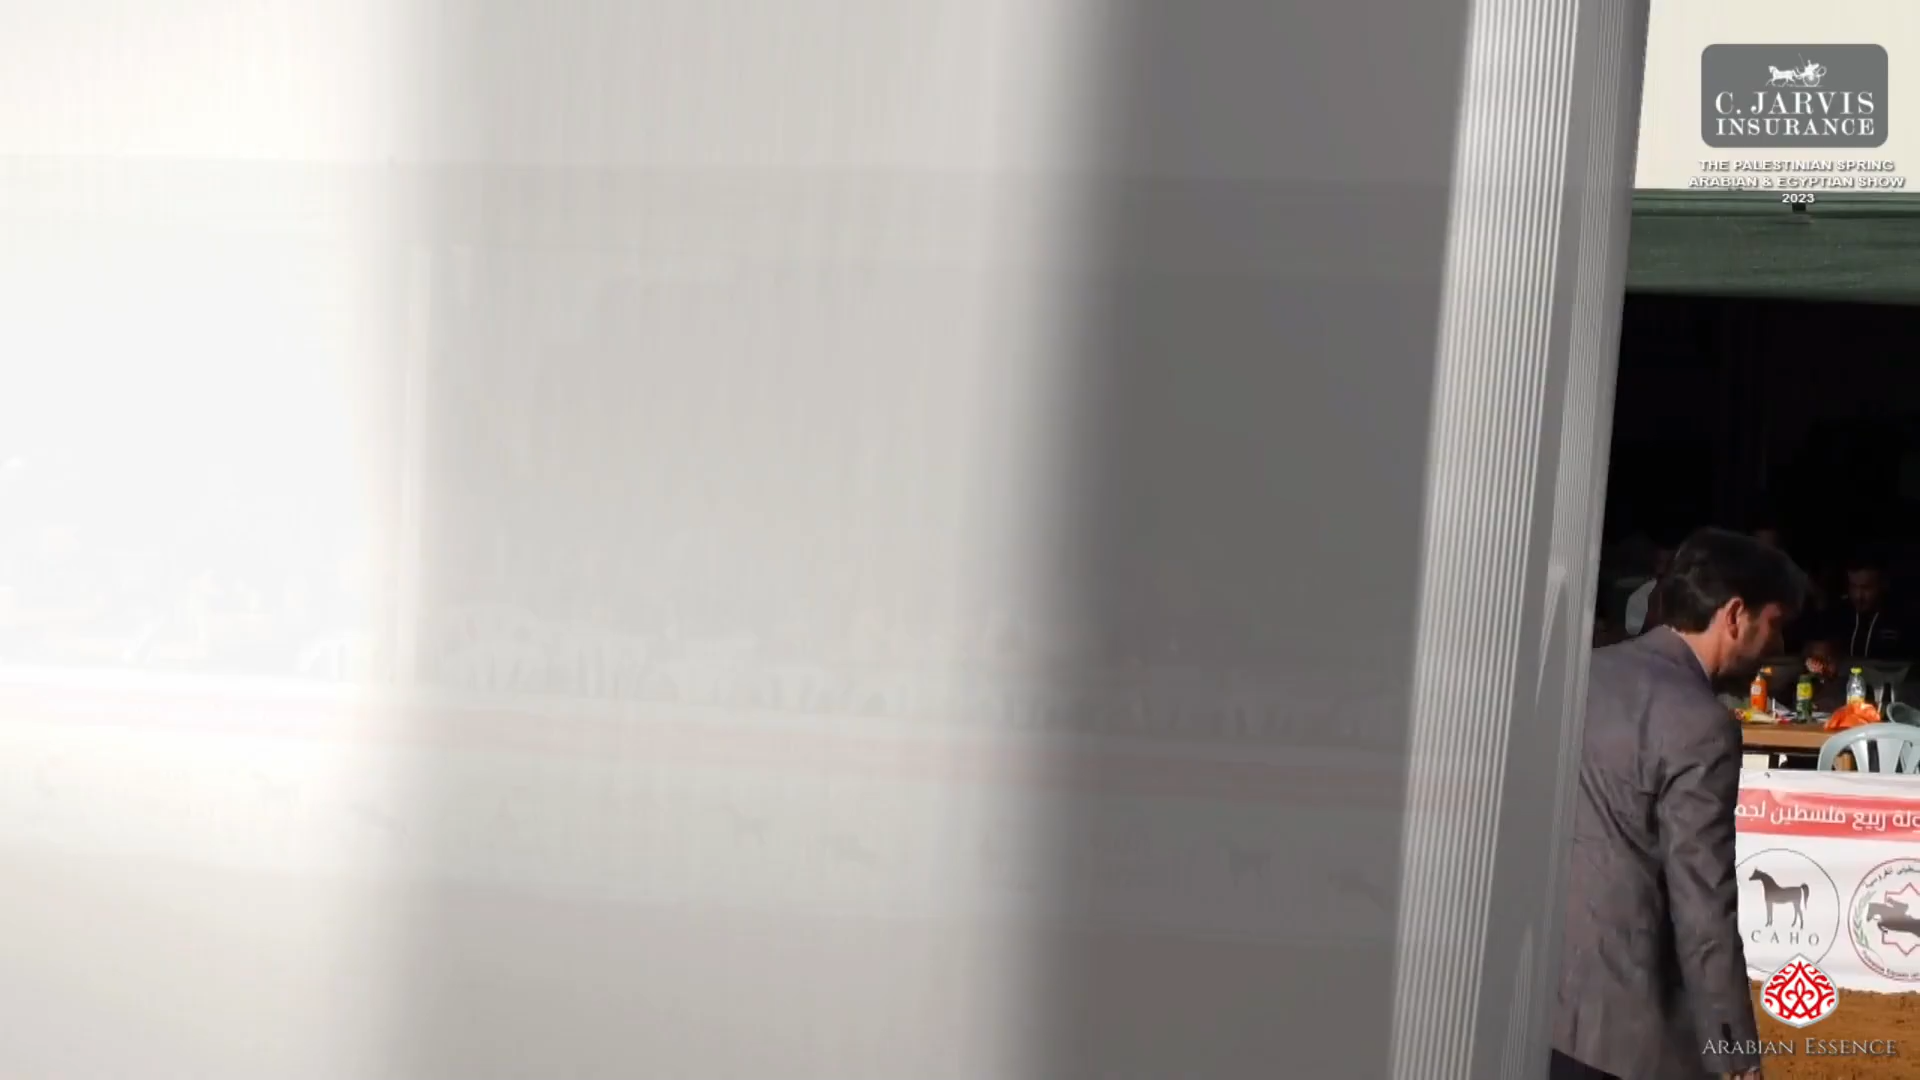 C. JARVIS
INSURANCE
THE PALESTINIAN SPRING
ARABIAN & EGYPTIAN SHOW
2023
ربيع فلسطين
CAHO
ARABIAN ESSENCE